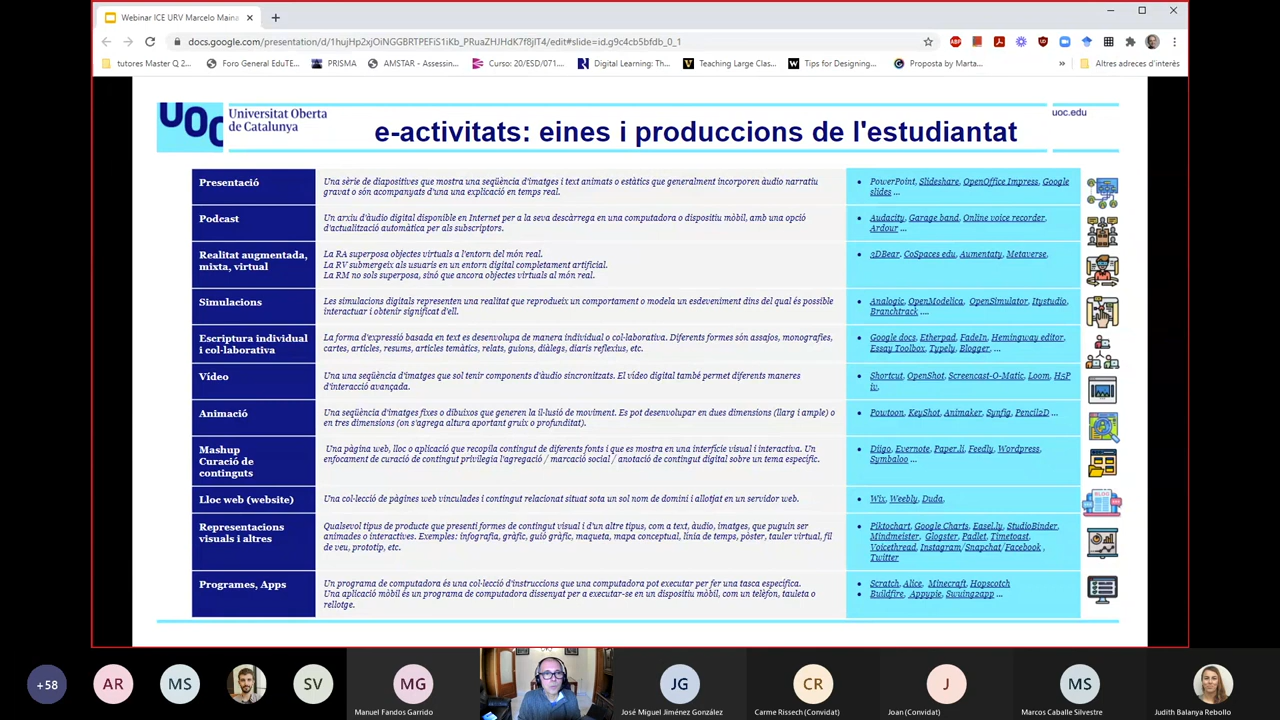 Webinar ICE URV Marcelo Maina
docs.google.com/presentation/d/1hujHp2xjOiNGGBRTPEFiS1iKb_PRuaZHJHdK7f8jIT4/edit#slide=id.g9c4cb5bfdb_0_1
tutores Master Q 2... Foro General EduTE... PRISMA AMSTAR - Assessin... Curso: 20/ESD/071.... Digital Learning: Th... Teaching Large Clas... Tips for Designing... Proposta by Marta... » Altres adreces d'interès
UOC
Universitat Oberta
de Catalunya
uoc.edu
e-activitats: eines i produccions de l'estudiantat
Presentació
Una sèrie de diapositives que mostra una seqüència d'imatges i text animats o estàtics que generalment incorporen àudio narratiu
gravat o són acompanyats d'una una explicació en temps real.
PowerPoint, Slideshare, OpenOffice Impress, Google
slides ...
Podcast
Un arxiu d'àudio digital disponible en Internet per a la seva descàrrega en una computadora o dispositiu mòbil, amb una opció
d'actualització automàtica per als subscriptors.
Audacity, Garage band, Online voice recorder,
Ardour ...
Realitat augmentada,
mixta, virtual
La RA superposa objectes virtuals a l'entorn del món real.
La RV submergeix als usuaris en un entorn digital completament artificial.
La RM no sols superposa, sinó que ancora objectes virtuals al món real.
3DBear, CoSpaces edu, Aumentaty, Metaverse,
Simulacions
Les simulacions digitals representen una realitat que reprodueix un comportament o modela un esdeveniment dins del qual és possible
interactuar i obtenir significat d'ell.
Analogic, OpenModelica, OpenSimulator, Itystudio,
Branchtrack ....
Escriptura individual
i col·laborativa
La forma d'expressió basada en text es desenvolupa de manera individual o col·laborativa. Diferents formes són assajos, monografies,
cartes, articles, resums, articles temàtics, relats, guions, diàlegs, diaris reflexius, etc.
Google docs, Etherpad, FadeIn, Hemingway editor,
Essay Toolbox, Typely, Blogger, ...
Vídeo
Una una seqüència d'imatges que sol tenir components d'àudio sincronitzats. El vídeo digital també permet diferents maneres
d'interacció avançada.
Shortcut, OpenShot, Screencast-O-Matic, Loom, H5P
iv,
Animació
Una seqüència d'imatges fixes o dibuixos que generen la il·lusió de moviment. Es pot desenvolupar en dues dimensions (llarg i ample) o
en tres dimensions (on s'agrega altura aportant gruix o profunditat).
Powtoon, KeyShot, Animaker, Synfig, Pencil2D ...
Mashup
Curació de
continguts
Una pàgina web, lloc o aplicació que recopila contingut de diferents fonts i que es mostra en una interfície visual i interactiva. Un
enfocament de curació de contingut privilegia l'agregació / marcació social / anotació de contingut digital sobre un tema específic.
Diigo, Evernote, Paper.li, Feedly, Wordpress,
Symbaloo ...
Lloc web (website)
Una col·lecció de pàgines web vinculades i contingut relacionat situat sota un sol nom de domini i allotjat en un servidor web.
Wix, Weebly, Duda,
Representacions
visuals i altres
Qualsevol tipus de producte que presenti formes de contingut visual i d'un altre tipus, com a text, àudio, imatges, que puguin ser
animades o interactives. Exemples: infografia, gràfic, guió gràfic, maqueta, mapa conceptual, línia de temps, pòster, tauler virtual, fil
de veu, prototip, etc.
Piktochart, Google Charts, Easel.ly, StudioBinder,
Mindmeister, Glogster, Padlet, Timetoast,
Voicethread, Instagram/Snapchat/Facebook ,
Twitter
Programes, Apps
Un programa de computadora és una col·lecció d'instruccions que una computadora pot executar per fer una tasca específica.
Una aplicació mòbil és un programa de computadora dissenyat per a executar-se en un dispositiu mòbil, com un telèfon, tauleta o
rellotge.
Scratch, Alice, Minecraft, Hopscotch
Buildfire, Appypie, Swuing2app ...
BLOG
+58 AR MS SV MG JG CR J MS
Manuel Fandos Garrido José Miguel Jiménez González Carme Rissech (Convidat) Joan (Convidat) Marcos Caballe Silvestre Judith Balanya Rebollo